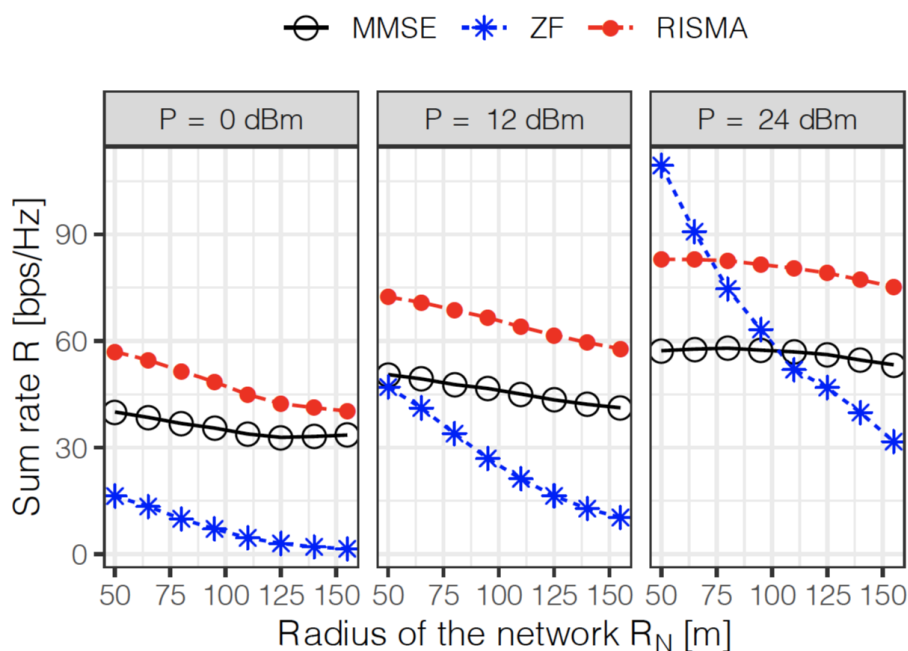 MMSE ZF RISMA
P = 0 dBm P = 12 dBm P = 24 dBm
Sum rate R [bps/Hz]
90
60
30
0
50 75 100 125 150 50 75 100 125 150 50 75 100 125 150
Radius of the network R_N [m]